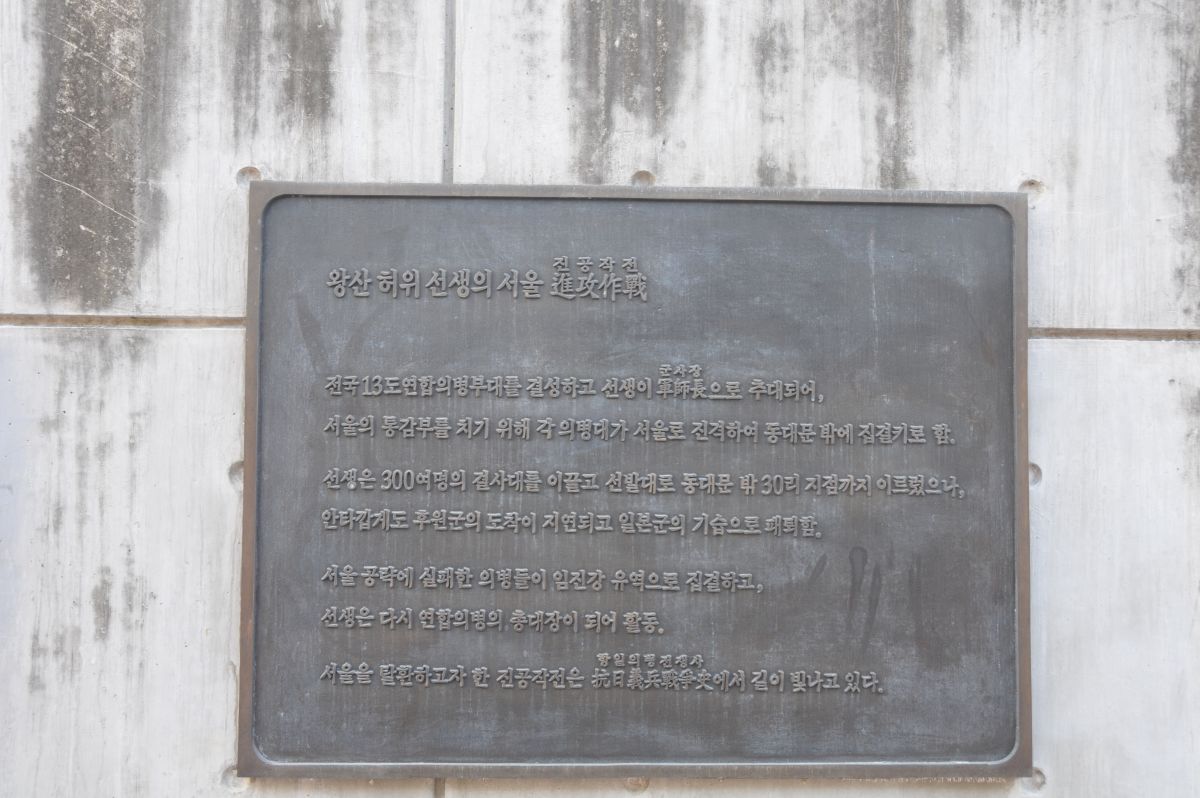 진공작전
왕산 허위 선생의 서울 進攻作戰
군사장
전국 13도연합의병부대를 결성하고 선생이 軍師長으로 추대되어,
서울의 통감부를 치기 위해 각 의병대가 서울로 진격하여 동대문 밖에 집결키로 함.
선생은 300여명의 결사대를 이끌고 선발대로 동대문 밖 30리 지점까지 이르렀으나,
안타깝게도 후원군의 도착이 지연되고 일본군의 기습으로 패퇴함.
서울 공략에 실패한 의병들이 임진강 유역으로 집결하고,
선생은 다시 연합의병의 총대장이 되어 활동.
항일의병전쟁사
서울을 탈환하고자 한 진공작전은 抗日義兵戰爭史에서 길이 빛나고 있다.